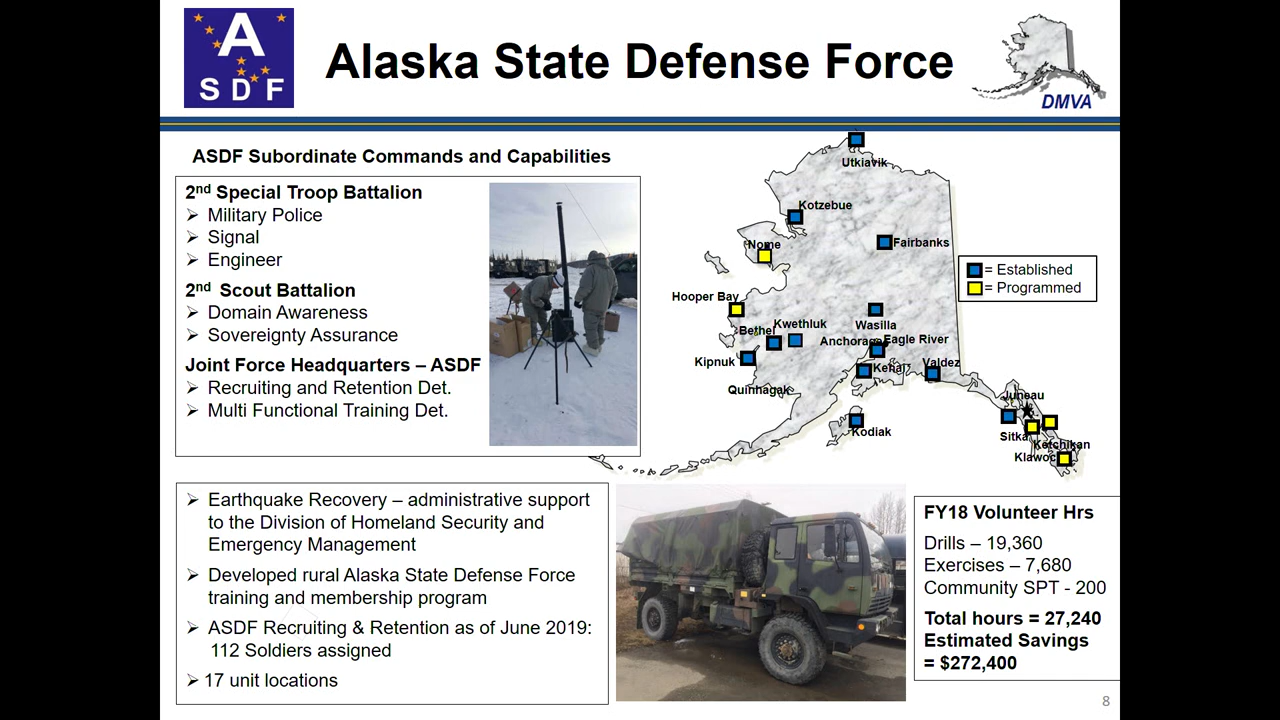 A
S D F
Alaska State Defense Force
DMVA
ASDF Subordinate Commands and Capabilities
2nd Special Troop Battalion
➢ Military Police
➢ Signal
➢ Engineer
2nd Scout Battalion
➢ Domain Awareness
➢ Sovereignty Assurance
Joint Force Headquarters – ASDF
➢ Recruiting and Retention Det.
➢ Multi Functional Training Det.
Utkiavik
Kotzebue
Nome
Fairbanks
= Established
= Programmed
Hooper Bay
Bethel
Kwethluk
Wasilla
Anchorage
Eagle River
Kipnuk
Kenai
Valdez
Quinhagak
Juneau
Kodiak
Sitka
Ketchikan
Klawock
➢ Earthquake Recovery – administrative support
to the Division of Homeland Security and
Emergency Management
➢ Developed rural Alaska State Defense Force
training and membership program
➢ ASDF Recruiting & Retention as of June 2019:
112 Soldiers assigned
➢ 17 unit locations
FY18 Volunteer Hrs
Drills – 19,360
Exercises – 7,680
Community SPT - 200
Total hours = 27,240
Estimated Savings
= $272,400
8